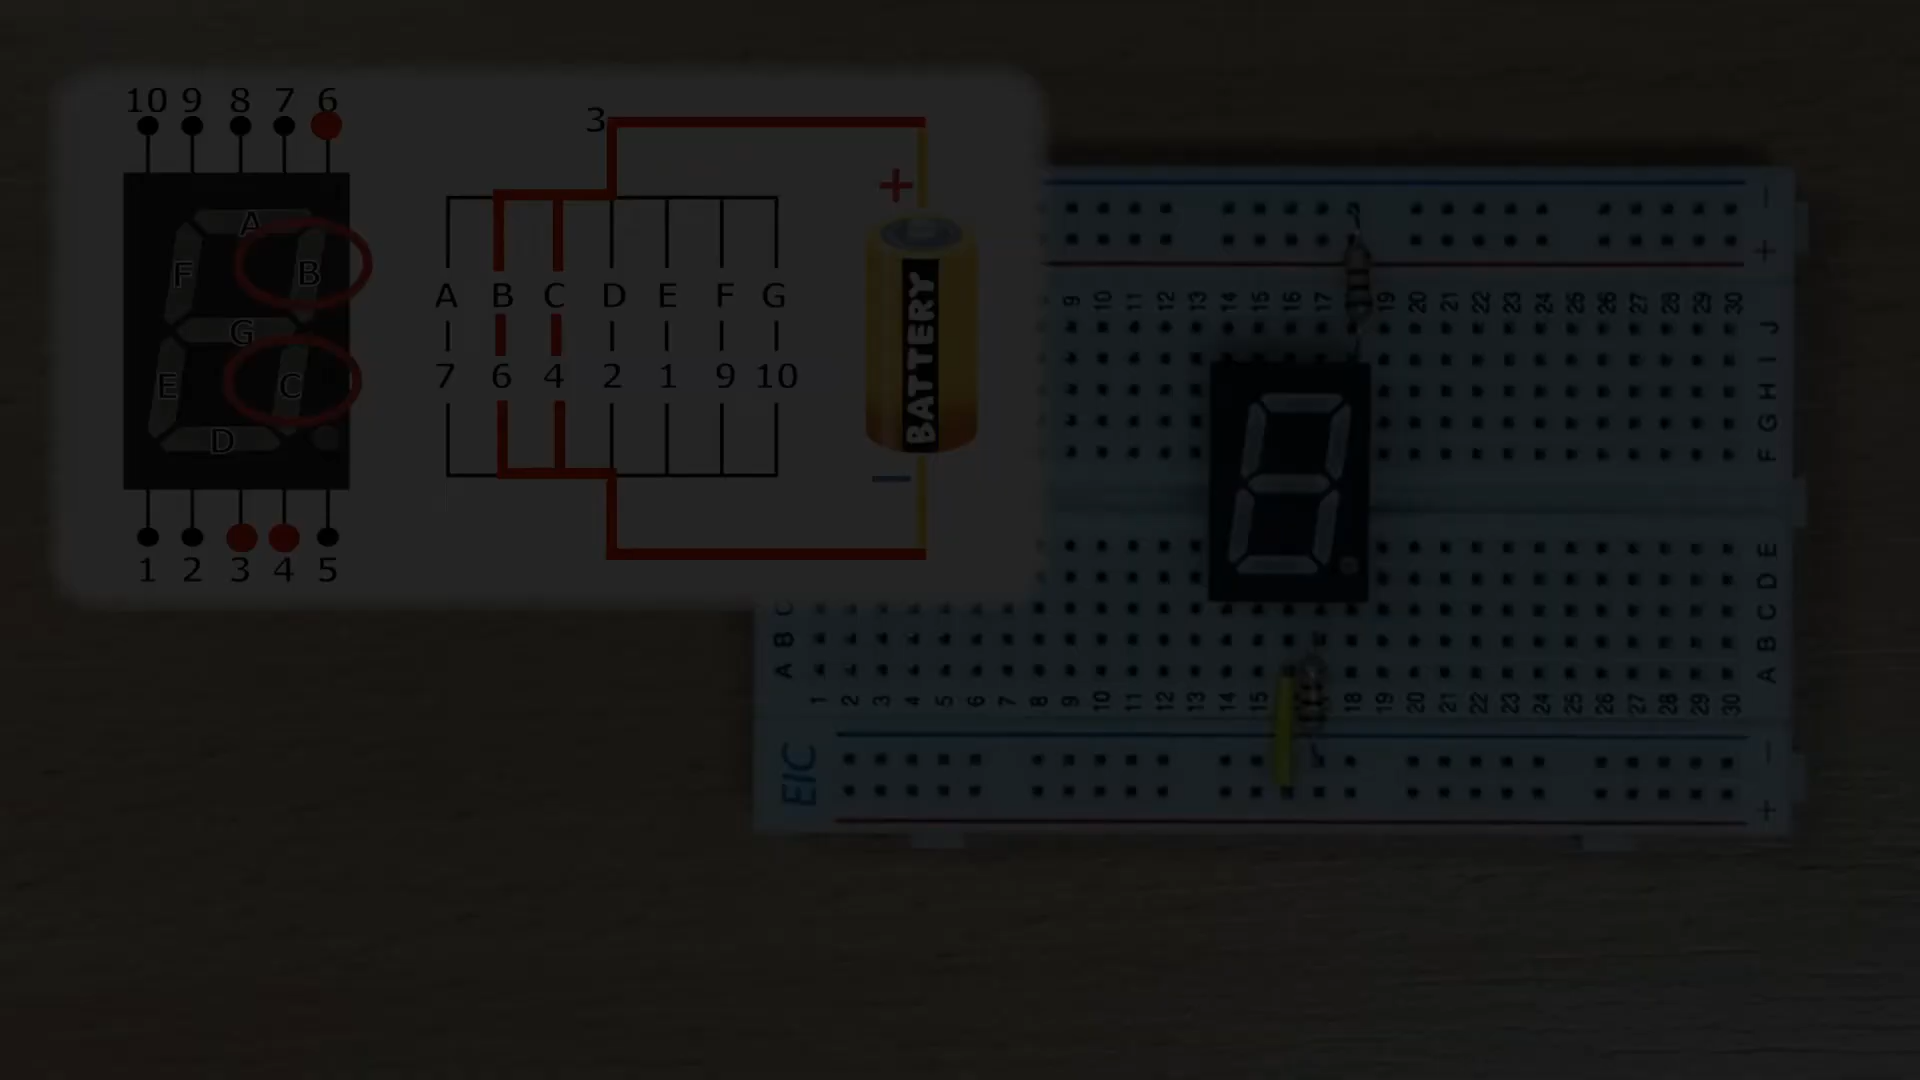 10 9 8 7 6
A
F B
G
E C
D
1 2 3 4 5
3
A B C D E F G
7 6 4 2 1 9 10
+
BATTERY
−
−
+
9 10 11 12 13 14 15 16 17 19 20 21 22 23 24 25 26 27 28 29 30
J
I
H
G
F
E
D
C C
B B
A A
1 2 3 4 5 6 7 8 9 10 11 12 13 14 15 18 19 20 21 22 23 24 25 26 27 28 29 30
EIC
−
+